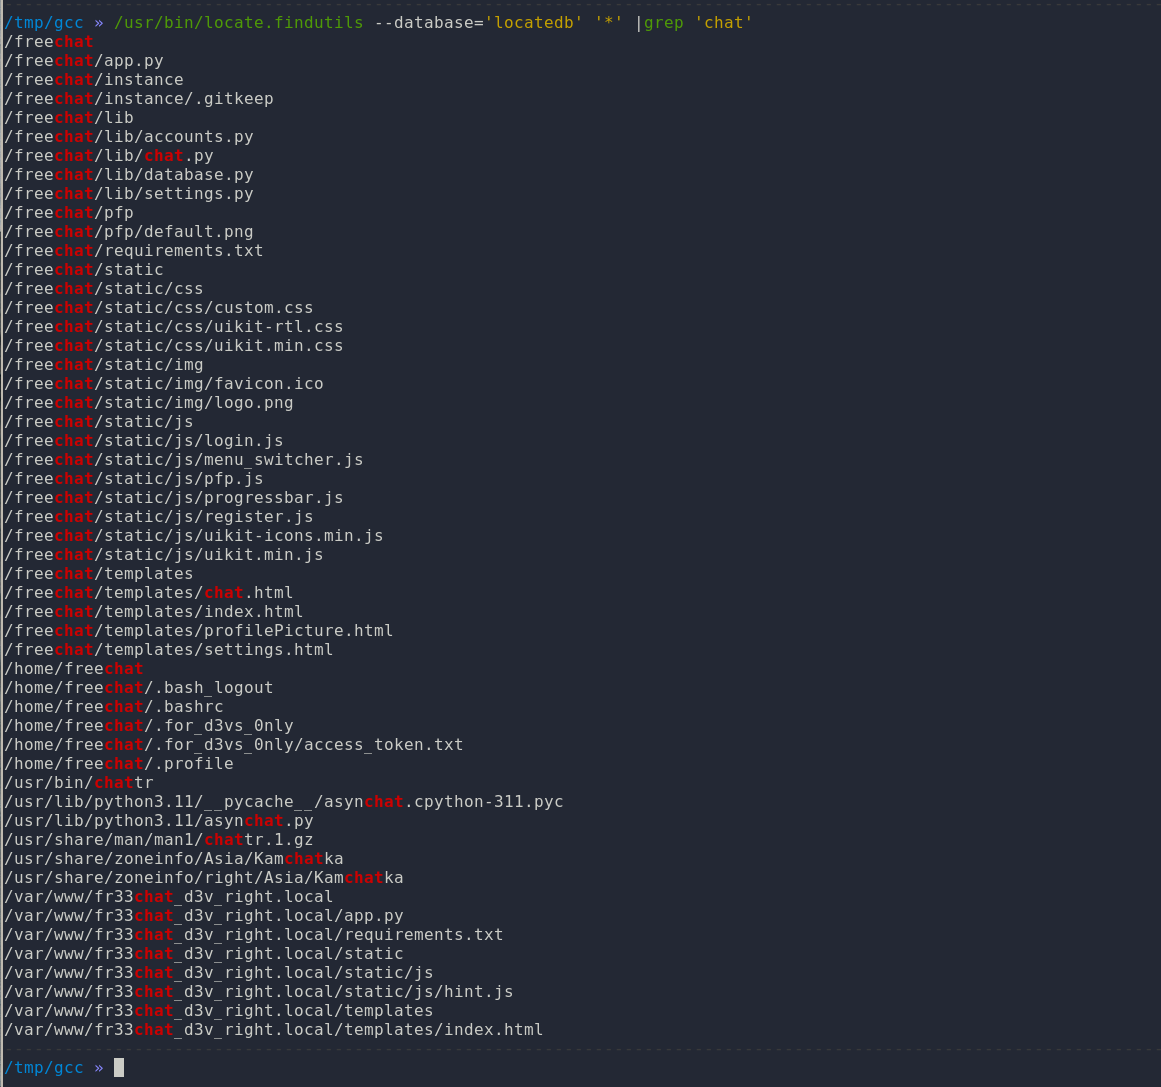 /tmp/gcc » /usr/bin/locate.findutils --database='locatedb' '*' |grep 'chat'
/freechat
/freechat/app.py
/freechat/instance
/freechat/instance/.gitkeep
/freechat/lib
/freechat/lib/accounts.py
/freechat/lib/chat.py
/freechat/lib/database.py
/freechat/lib/settings.py
/freechat/pfp
/freechat/pfp/default.png
/freechat/requirements.txt
/freechat/static
/freechat/static/css
/freechat/static/css/custom.css
/freechat/static/css/uikit-rtl.css
/freechat/static/css/uikit.min.css
/freechat/static/img
/freechat/static/img/favicon.ico
/freechat/static/img/logo.png
/freechat/static/js
/freechat/static/js/login.js
/freechat/static/js/menu_switcher.js
/freechat/static/js/pfp.js
/freechat/static/js/progressbar.js
/freechat/static/js/register.js
/freechat/static/js/uikit-icons.min.js
/freechat/static/js/uikit.min.js
/freechat/templates
/freechat/templates/chat.html
/freechat/templates/index.html
/freechat/templates/profilePicture.html
/freechat/templates/settings.html
/home/freechat
/home/freechat/.bash_logout
/home/freechat/.bashrc
/home/freechat/.for_d3vs_0nly
/home/freechat/.for_d3vs_0nly/access_token.txt
/home/freechat/.profile
/usr/bin/chattr
/usr/lib/python3.11/__pycache__/asynchat.cpython-311.pyc
/usr/lib/python3.11/asynchat.py
/usr/share/man/man1/chattr.1.gz
/usr/share/zoneinfo/Asia/Kamchatka
/usr/share/zoneinfo/right/Asia/Kamchatka
/var/www/fr33chat_d3v_right.local
/var/www/fr33chat_d3v_right.local/app.py
/var/www/fr33chat_d3v_right.local/requirements.txt
/var/www/fr33chat_d3v_right.local/static
/var/www/fr33chat_d3v_right.local/static/js
/var/www/fr33chat_d3v_right.local/static/js/hint.js
/var/www/fr33chat_d3v_right.local/templates
/var/www/fr33chat_d3v_right.local/templates/index.html
/tmp/gcc »